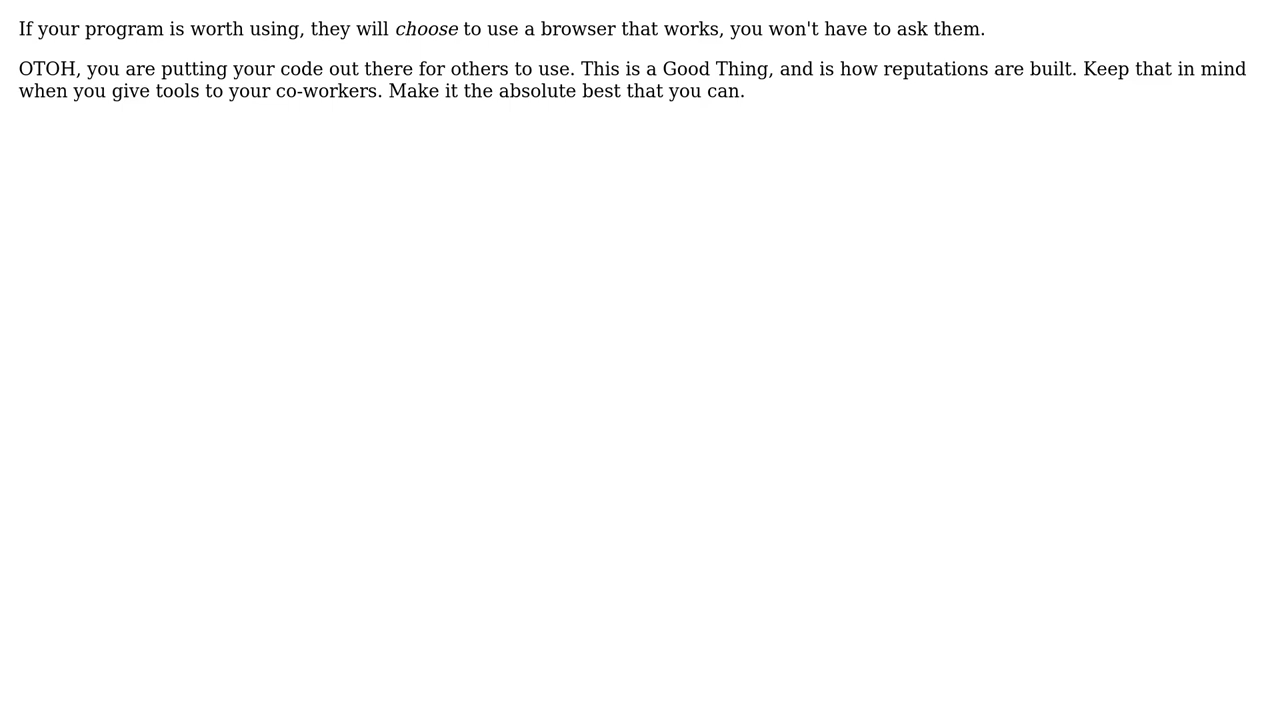 If your program is worth using, they will choose to use a browser that works, you won't have to ask them.
OTOH, you are putting your code out there for others to use. This is a Good Thing, and is how reputations are built. Keep that in mind
when you give tools to your co-workers. Make it the absolute best that you can.